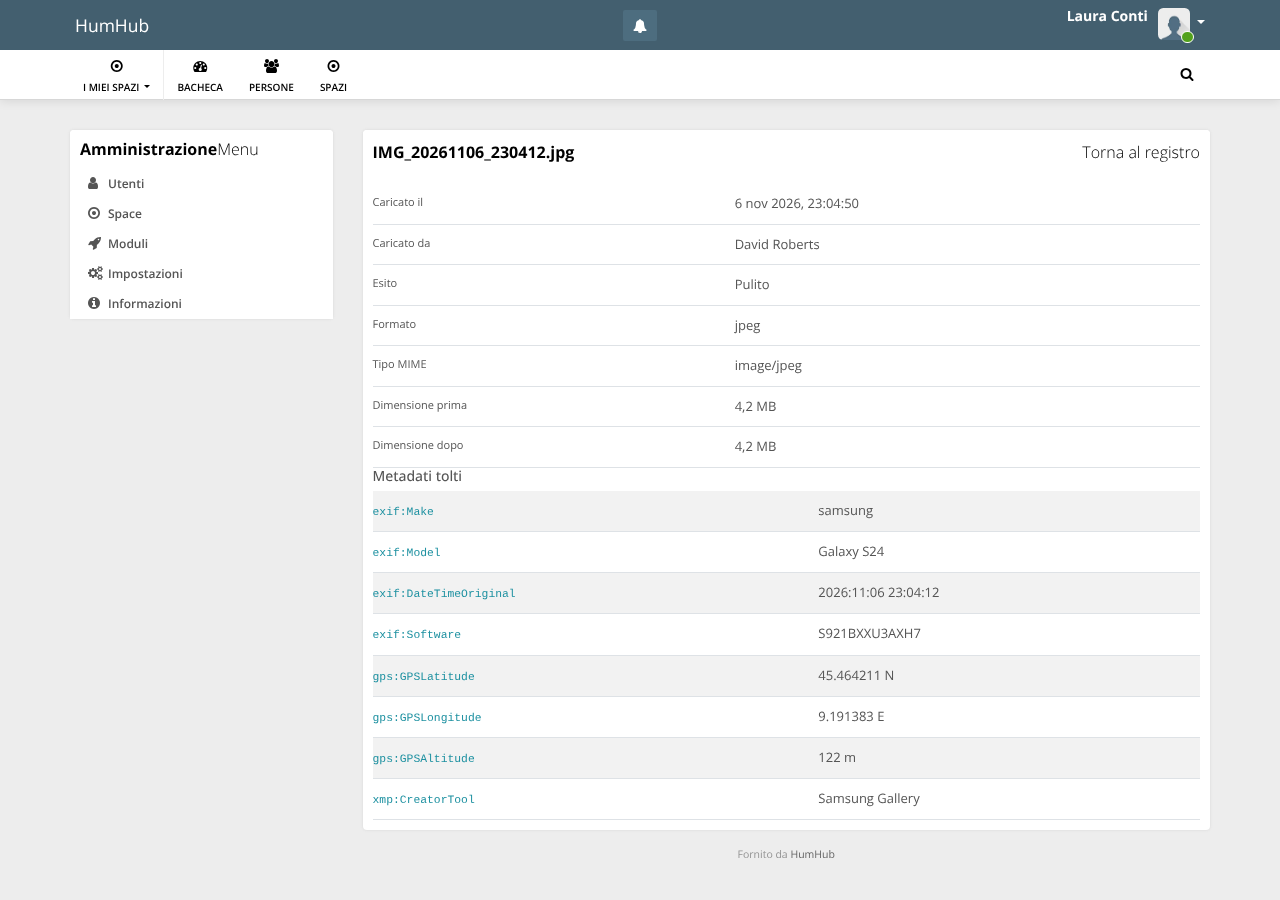 HumHub
Laura Conti
I MIEI SPAZI
BACHECA
PERSONE
SPAZI
AmministrazioneMenu
Utenti
Space
Moduli
Impostazioni
Informazioni
IMG_20261106_230412.jpg
Torna al registro
Caricato il 6 nov 2026, 23:04:50
Caricato da David Roberts
Esito Pulito
Formato jpeg
Tipo MIME image/jpeg
Dimensione prima 4,2 MB
Dimensione dopo 4,2 MB
Metadati tolti
exif:Make samsung
exif:Model Galaxy S24
exif:DateTimeOriginal 2026:11:06 23:04:12
exif:Software S921BXXU3AXH7
gps:GPSLatitude 45.464211 N
gps:GPSLongitude 9.191383 E
gps:GPSAltitude 122 m
xmp:CreatorTool Samsung Gallery
Fornito da HumHub